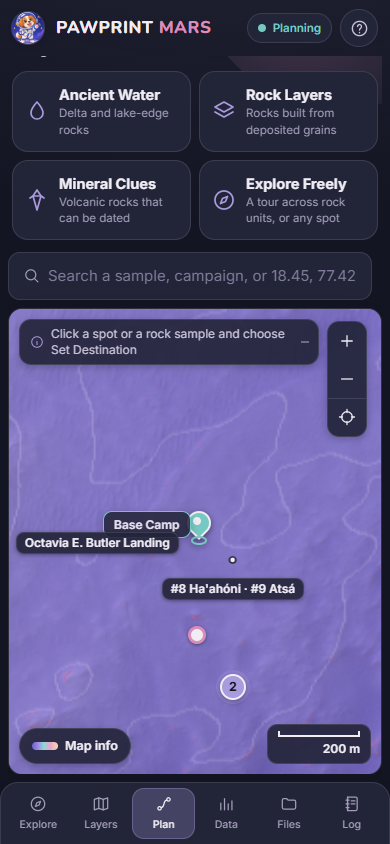 PAWPRINT MARS
Planning
Ancient Water
Delta and lake-edge
rocks
Rock Layers
Rocks built from
deposited grains
Mineral Clues
Volcanic rocks that
can be dated
Explore Freely
A tour across rock
units, or any spot
Search a sample, campaign, or 18.45, 77.42
Click a spot or a rock sample and choose
Set Destination
Base Camp
Octavia E. Butler Landing
#8 Ha'ahóni · #9 Atsá
2
Map info
200 m
Explore
Layers
Plan
Data
Files
Log